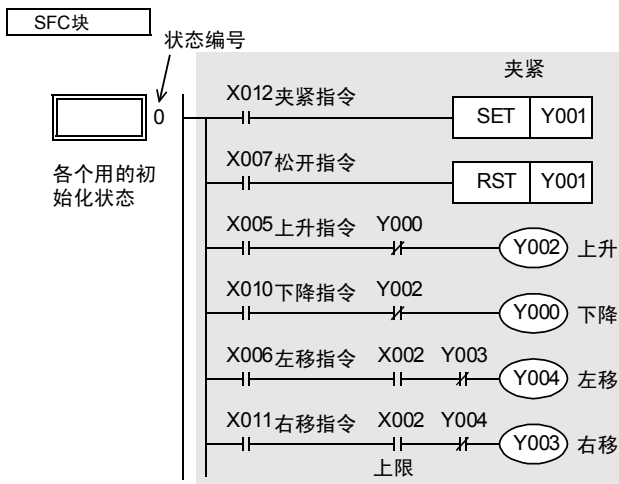 SFC块
状态编号
夹紧
X012夹紧指令
SET Y001
0
各个用的初
始化状态
X007松开指令
RST Y001
X005上升指令 Y000
Y002 上升
X010下降指令 Y002
Y000 下降
X006左移指令 X002 Y003
Y004 左移
X011右移指令 X002 Y004
Y003 右移
上限